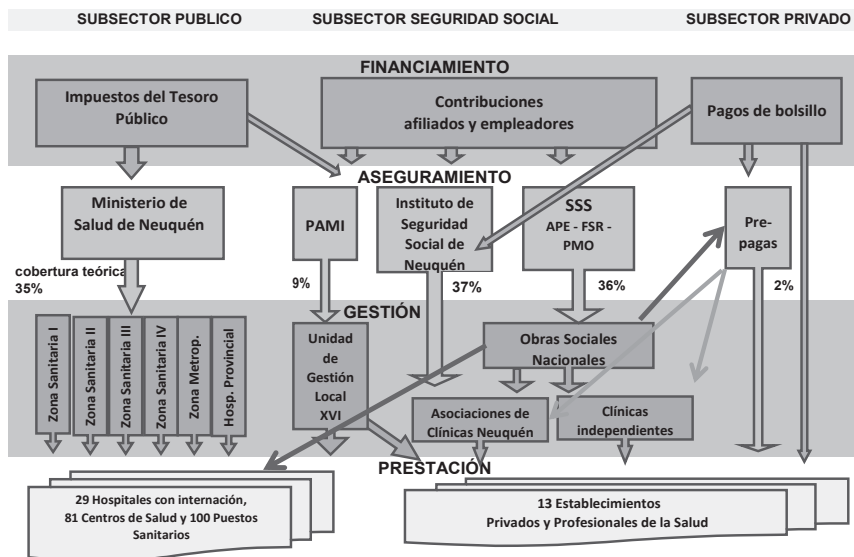 SUBSECTOR PUBLICO
SUBSECTOR SEGURIDAD SOCIAL
SUBSECTOR PRIVADO
FINANCIAMIENTO
Impuestos del Tesoro
Público
Contribuciones
afiliados y empleadores
Pagos de bolsillo
ASEGURAMIENTO
Ministerio de
Salud de Neuquén
PAMI
Instituto de
Seguridad
Social de
Neuquén
SSS
APE - FSR -
PMO
Pre-
pagas
cobertura teórica
35%
9%
37%
36%
2%
GESTIÓN
Zona Sanitaria I
Zona Sanitaria II
Zona Sanitaria III
Zona Sanitaria IV
Zona Metrop.
Hosp. Provincial
Unidad
de
Gestión
Local
XVI
Obras Sociales
Nacionales
Asociaciones de
Clínicas Neuquén
Clínicas
independientes
PRESTACIÓN
29 Hospitales con internación,
81 Centros de Salud y 100 Puestos
Sanitarios
13 Establecimientos
Privados y Profesionales de la Salud